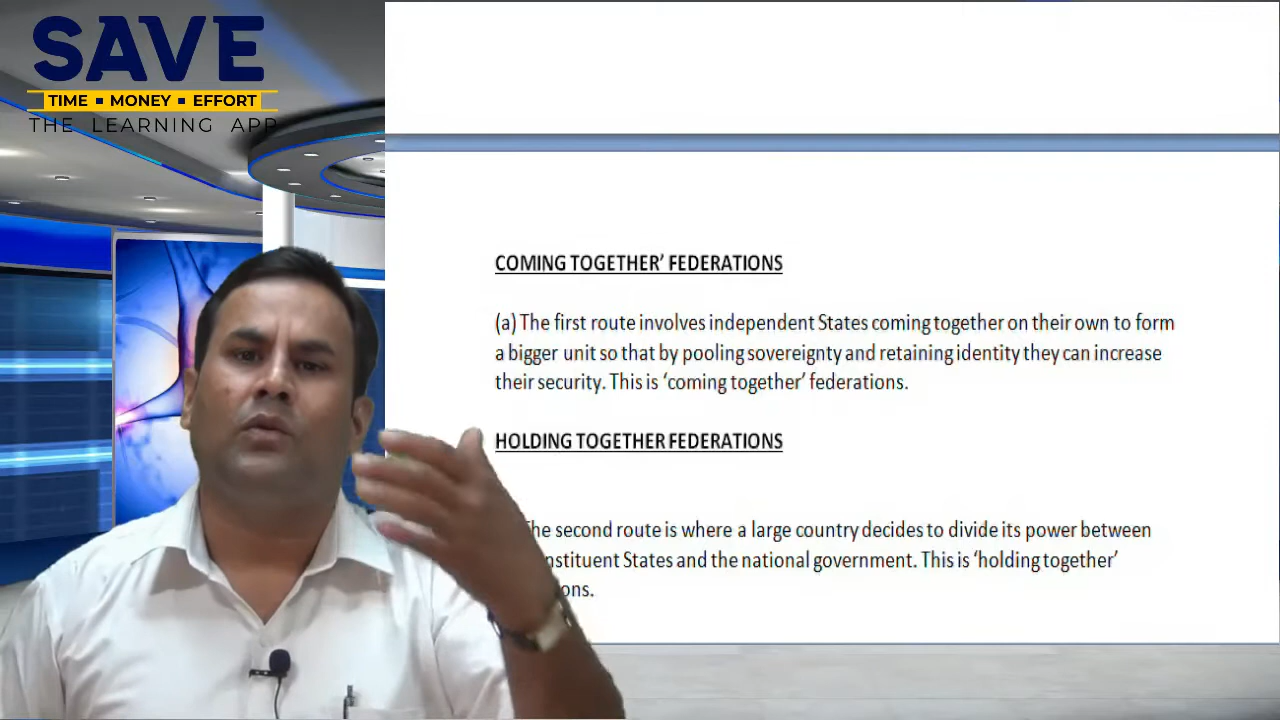 SAVE
TIME ▪ MONEY ▪ EFFORT
THE LEARNING APP
COMING TOGETHER’ FEDERATIONS
(a) The first route involves independent States coming together on their own to form
a bigger unit so that by pooling sovereignty and retaining identity they can increase
their security. This is ‘coming together’ federations.
HOLDING TOGETHER FEDERATIONS
The second route is where a large country decides to divide its power between
nstituent States and the national government. This is ‘holding together’
ons.